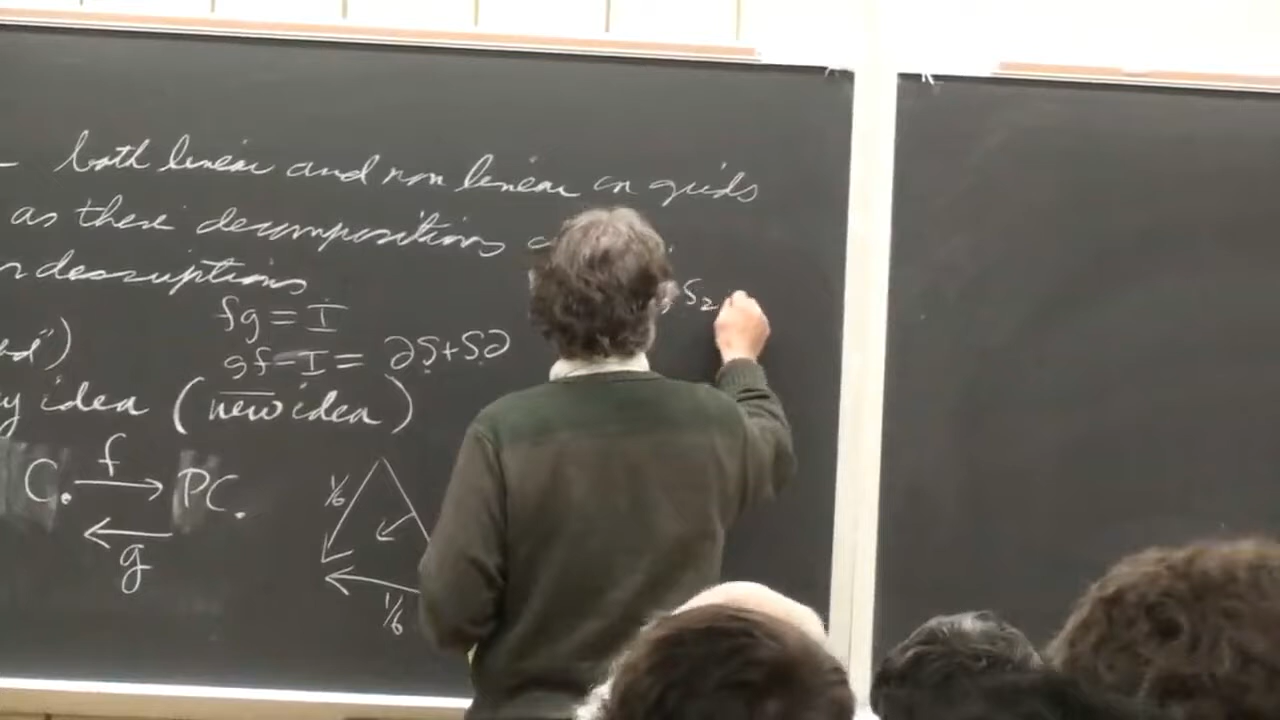 both linear and non linear on grids
as these decompositions
descriptions
fg = I
S₂
gf - I = ∂S + S∂
idea (new idea)
C. f PC.
g
1/6
1/6